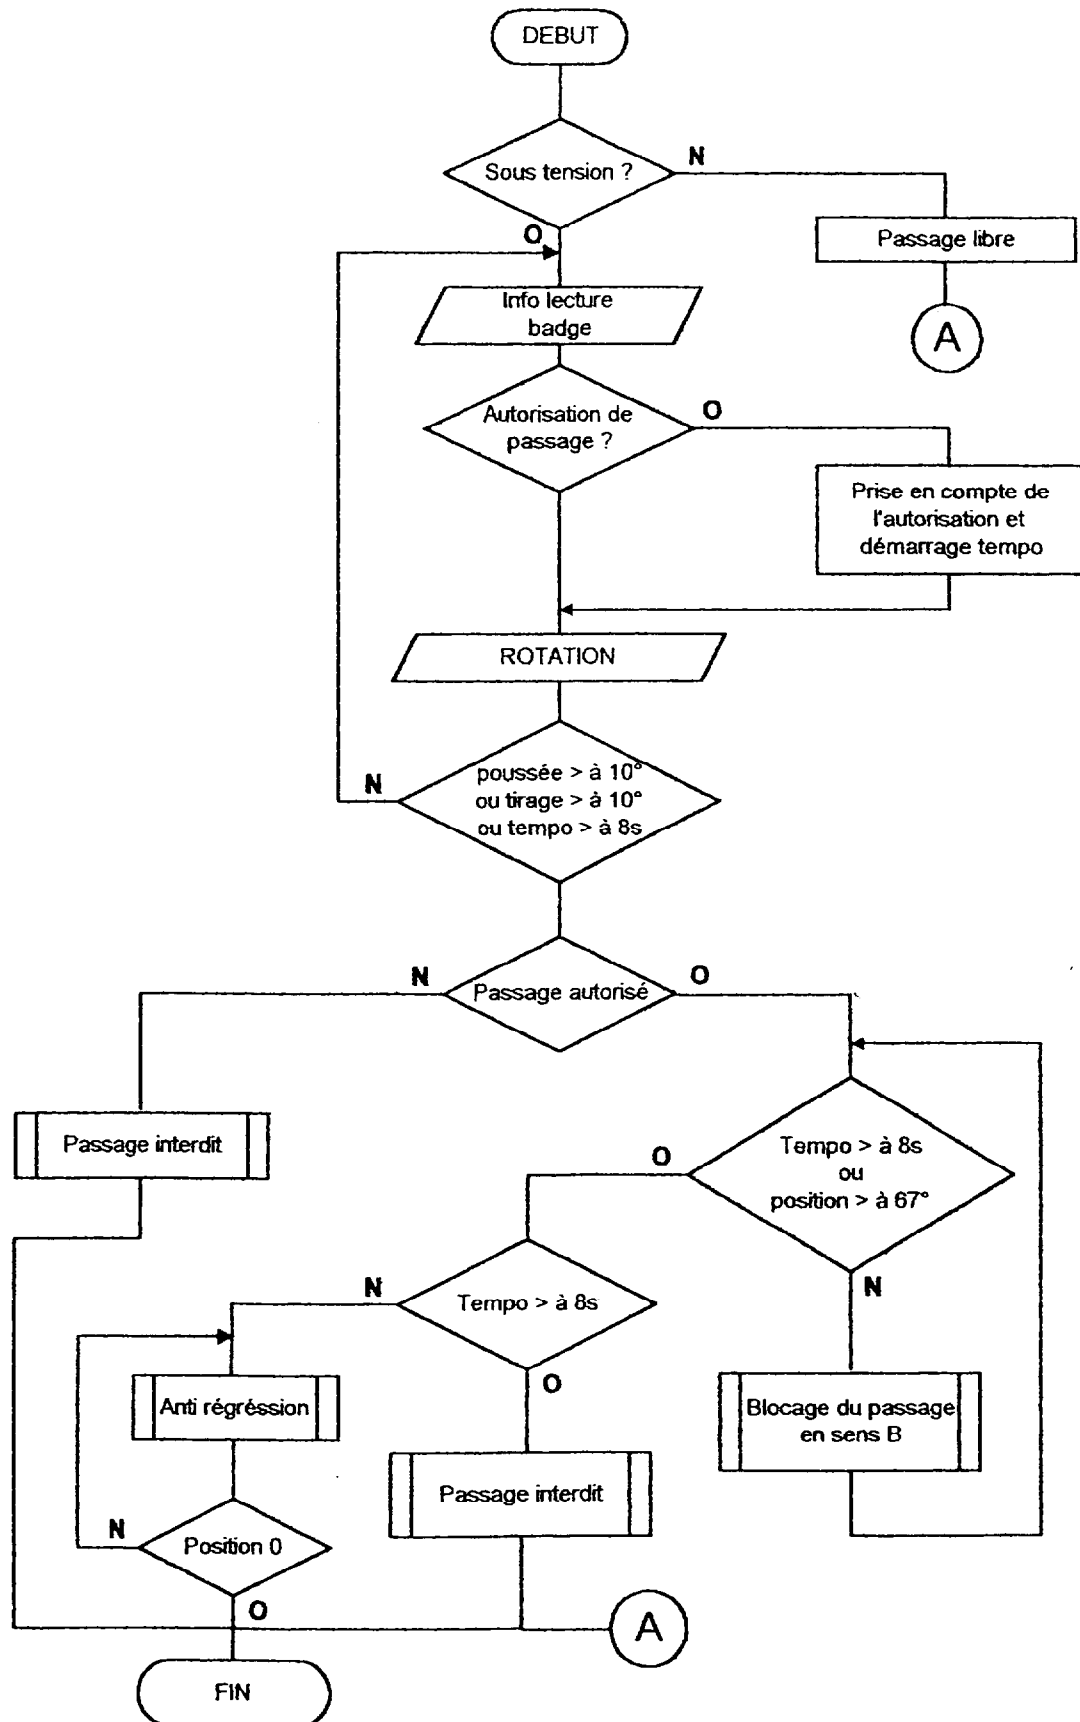 DEBUT
Sous tension ?
N
O
Passage libre
Info lecture
badge
A
Autorisation de
passage ?
O
Prise en compte de
l'autorisation et
démarrage tempo
ROTATION
poussée > à 10°
ou tirage > à 10°
ou tempo > à 8s
N
Passage autorisé
N
O
Passage interdit
Tempo > à 8s
ou
position > à 67°
O
N
Tempo > à 8s
N
O
Anti régréssion
Blocage du passage
en sens B
Passage interdit
Position 0
N
O
A
FIN